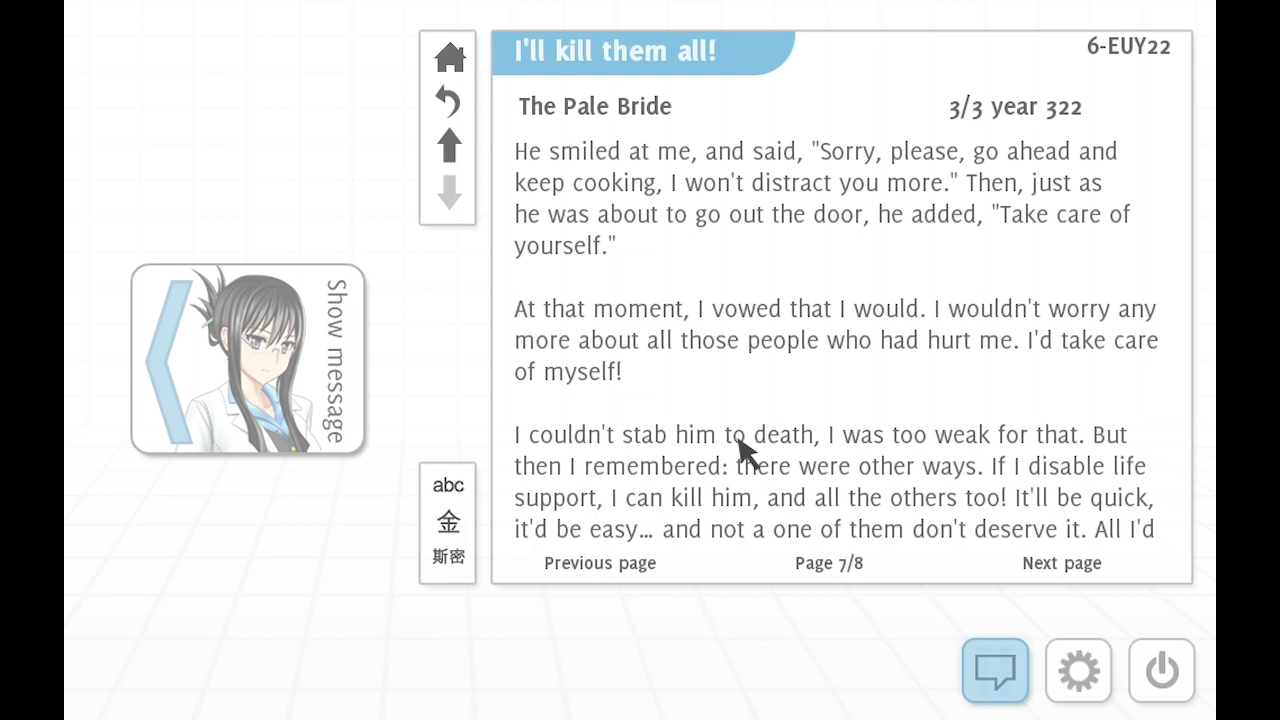 I'll kill them all!
6-EUY22
The Pale Bride
3/3 year 322
He smiled at me, and said, "Sorry, please, go ahead and
keep cooking, I won't distract you more." Then, just as
he was about to go out the door, he added, "Take care of
yourself."
At that moment, I vowed that I would. I wouldn't worry any
more about all those people who had hurt me. I'd take care
of myself!
I couldn't stab him to death, I was too weak for that. But
then I remembered: there were other ways. If I disable life
support, I can kill him, and all the others too! It'll be quick,
it'd be easy… and not a one of them don't deserve it. All I'd
Previous page
Page 7/8
Next page
Show message
abc
金
斯密